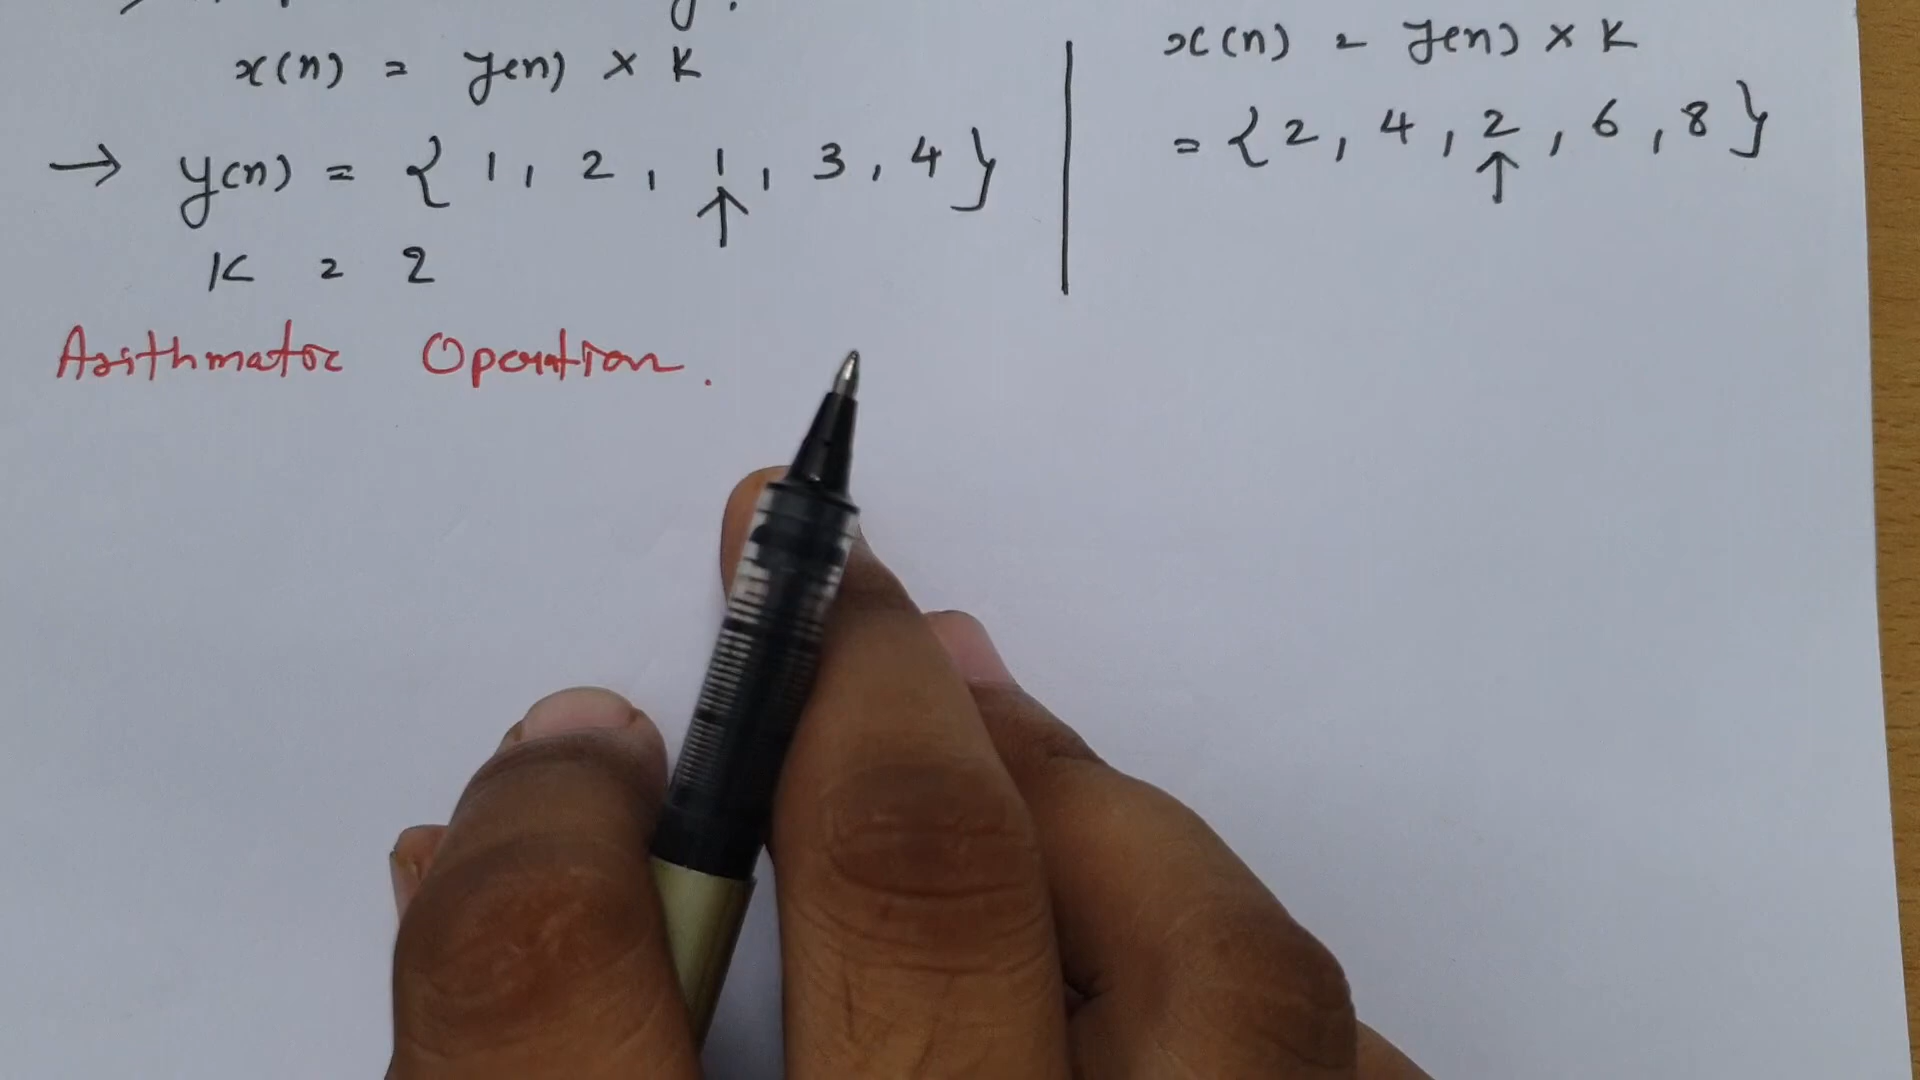 x(n) = y(n) × K
→ y(n) = { 1, 2, 1, 3, 4 }
↑
K = 2
x(n) = y(n) × K
= { 2, 4, 2, 6, 8 }
↑
Arithmatic Operation.